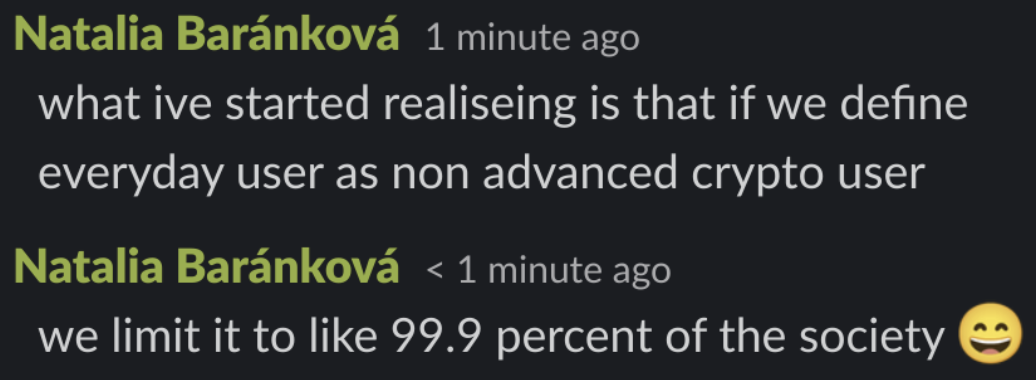 Natalia Baránková 1 minute ago
what ive started realiseing is that if we define
everyday user as non advanced crypto user
Natalia Baránková < 1 minute ago
we limit it to like 99.9 percent of the society 😄